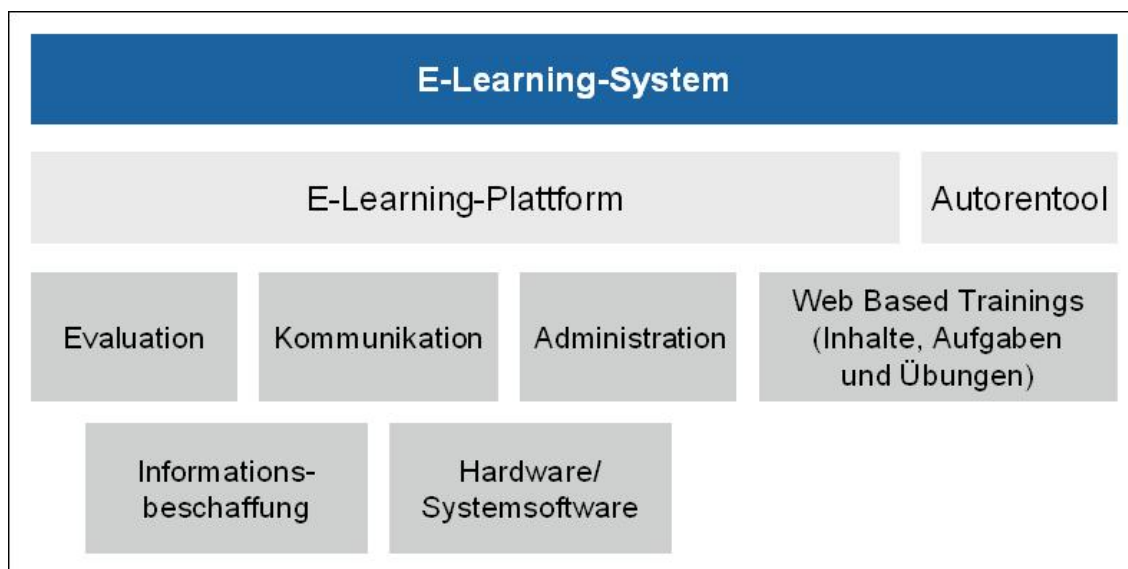 E-Learning-System
E-Learning-Plattform
Autorentool
Evaluation
Kommunikation
Administration
Web Based Trainings
(Inhalte, Aufgaben
und Übungen)
Informations-
beschaffung
Hardware/
Systemsoftware